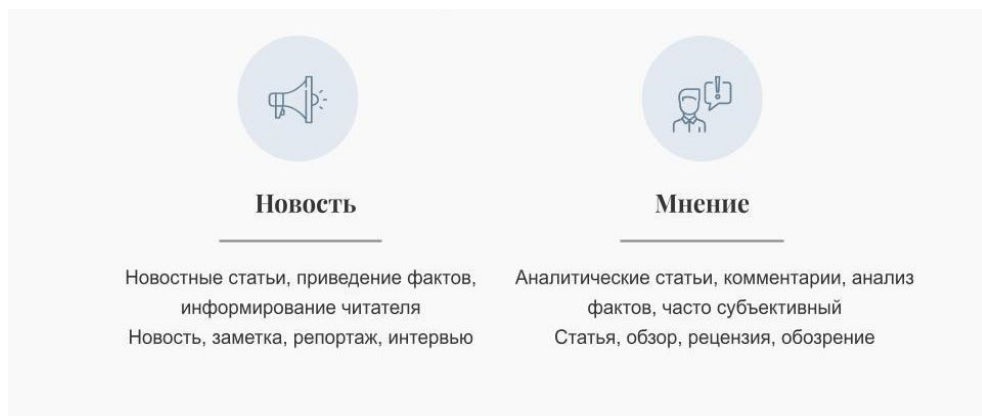 Новость
Новостные статьи, приведение фактов,
информирование читателя
Новость, заметка, репортаж, интервью
Мнение
Аналитические статьи, комментарии, анализ
фактов, часто субъективный
Статья, обзор, рецензия, обозрение